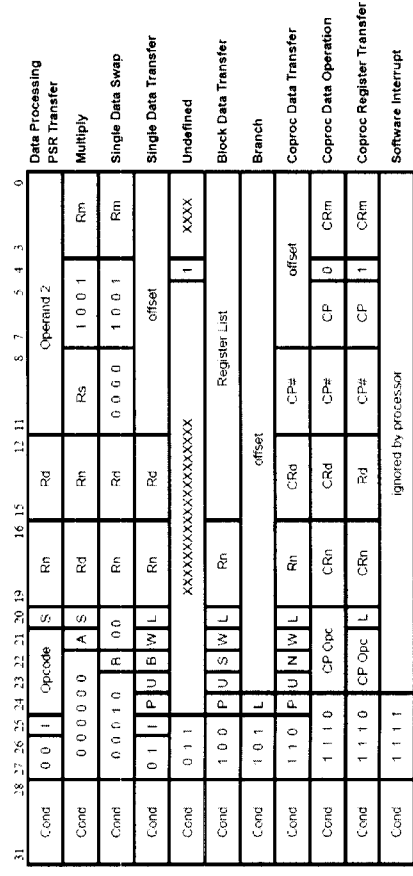 31 28 27 26 25 24 23 22 21 20 19 16 15 12 11 8 7 5 4 3 0
Cond 0 0 I Opcode S Rn Rd Operand 2 Data Processing
PSR Transfer
Cond 0 0 0 0 0 0 A S Rd Rn Rs 1 0 0 1 Rm Multiply
Cond 0 0 0 1 0 B 0 0 Rn Rd 0 0 0 0 1 0 0 1 Rm Single Data Swap
Cond 0 1 I P U B W L Rn Rd offset Single Data Transfer
Cond 0 1 1 XXXXXXXXXXXXXXXXXXXX 1 XXXX Undefined
Cond 1 0 0 P U S W L Rn Register List Block Data Transfer
Cond 1 0 1 L offset Branch
Cond 1 1 0 P U N W L Rn CRd CP# offset Coproc Data Transfer
Cond 1 1 1 0 CP Opc CRn CRd CP# CP 0 CRm Coproc Data Operation
Cond 1 1 1 0 CP Opc L CRn Rd CP# CP 1 CRm Coproc Register Transfer
Cond 1 1 1 1 ignored by processor Software Interrupt